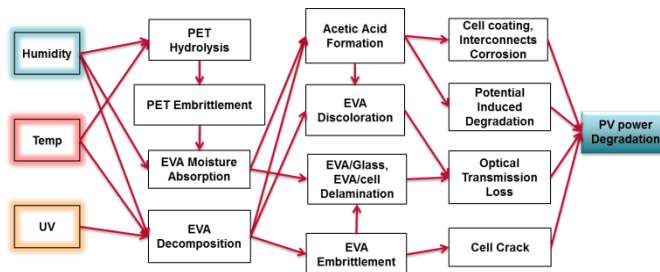 Humidity
Temp
UV
PET
Hydrolysis
PET Embrittlement
EVA Moisture
Absorption
EVA
Decomposition
Acetic Acid
Formation
EVA
Discoloration
EVA/Glass,
EVA/cell
Delamination
EVA
Embrittlement
Cell coating,
Interconnects
Corrosion
Potential
Induced
Degradation
Optical
Transmission
Loss
Cell Crack
PV power
Degradation